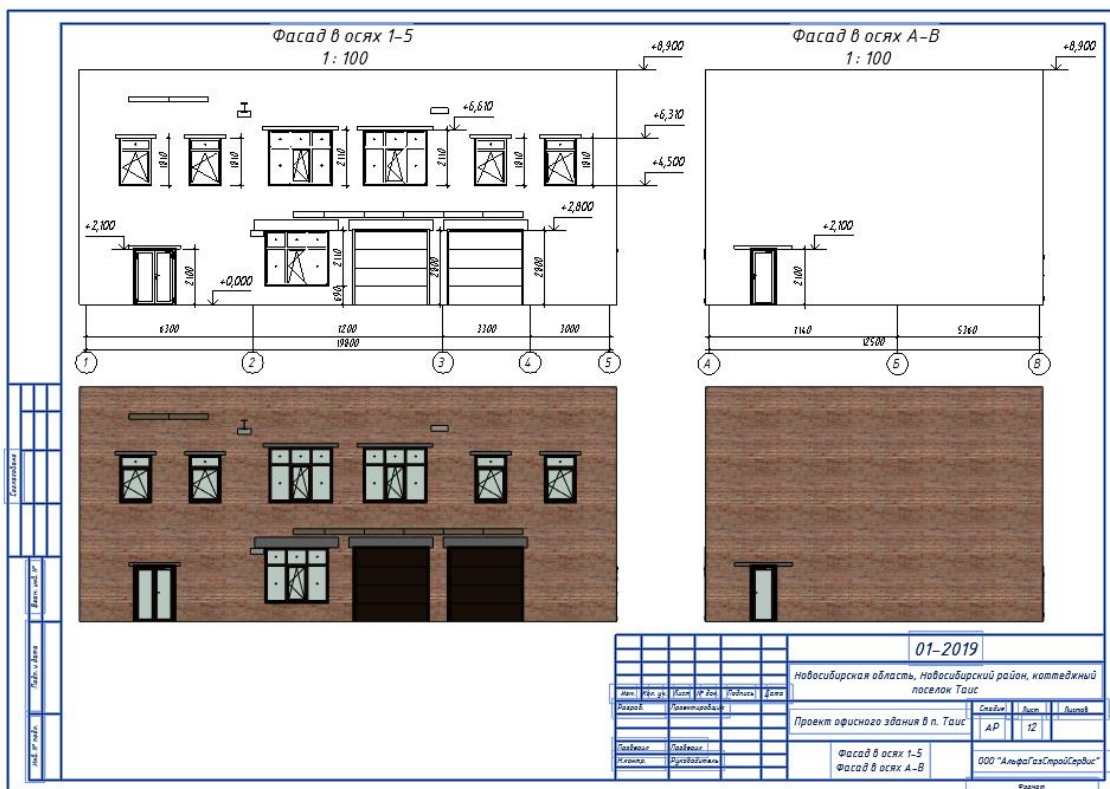 Фасад в осях 1-5
1 : 100
Фасад в осях А-В
1 : 100
+8,900
+8,900
+6,610
+6,310
1810
1810
2110
2110
1810
1810
+4,500
+2,800
+2,100
+2,100
2100
+0,000
2110
690
2800
2800
2100
6300
7200
3300
3000
19800
7140
5360
12500
1
2
3
4
5
А
Б
В
Согласовано
Взам. инв. №
Подп. и дата
Инв. № подл.
01-2019
Новосибирская область, Новосибирский район, коттеджный
поселок Таис
Изм.
Кол. уч.
Лист
№ док.
Подпись
Дата
Разраб.
Проектировщик
Проект офисного здания в п. Таис
Стадия
Лист
Листов
АР
12
Проверил
Проверил
Н.контр.
Руководитель
Фасад в осях 1-5
Фасад в осях А-В
ООО "АльфаГазСтройСервис"
Формат